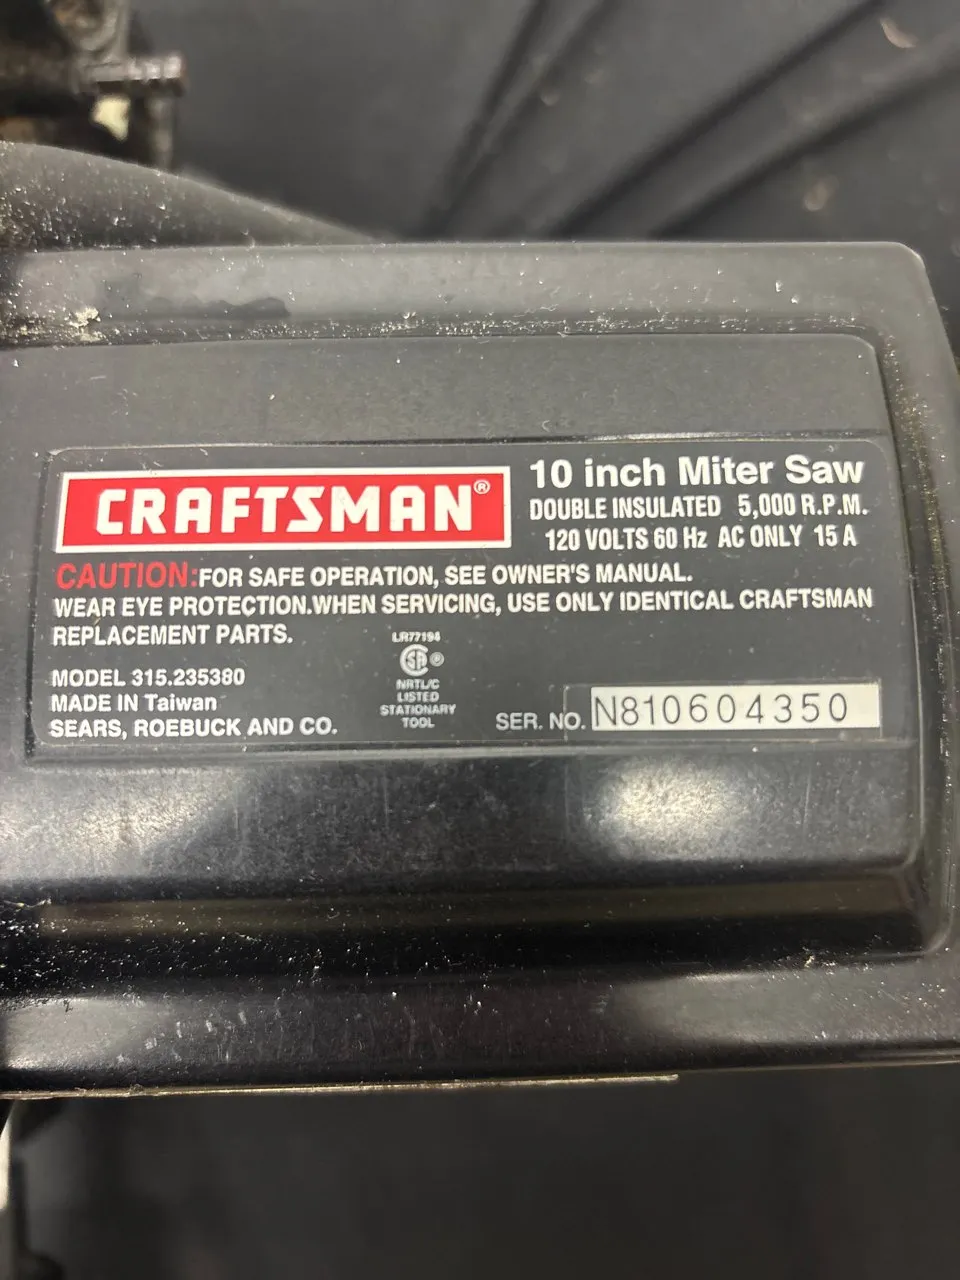 CRAFTSMAN®
10 inch Miter Saw
DOUBLE INSULATED 5,000 R.P.M.
120 VOLTS 60 Hz AC ONLY 15 A
CAUTION: FOR SAFE OPERATION, SEE OWNER'S MANUAL.
WEAR EYE PROTECTION.WHEN SERVICING, USE ONLY IDENTICAL CRAFTSMAN
REPLACEMENT PARTS.
MODEL 315.235380
MADE IN Taiwan
SEARS, ROEBUCK AND CO.
LR77194
SA ®
NRTL/C
LISTED
STATIONARY
TOOL
SER. NO. N810604350